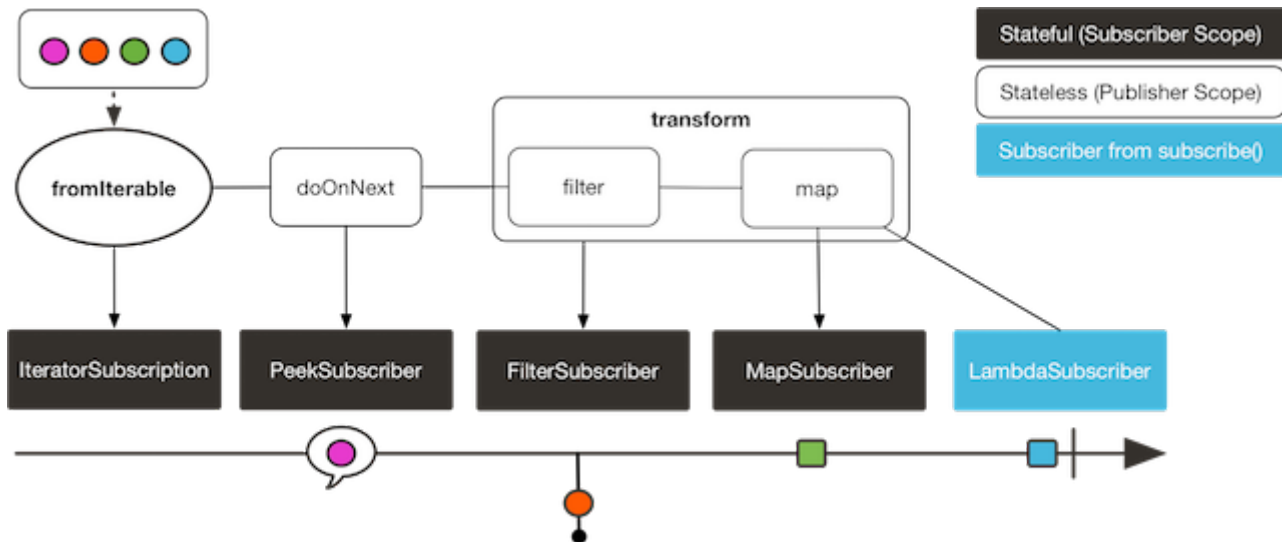 Stateful (Subscriber Scope)
Stateless (Publisher Scope)
Subscriber from subscribe()
transform
fromIterable
doOnNext
filter
map
IteratorSubscription
PeekSubscriber
FilterSubscriber
MapSubscriber
LambdaSubscriber